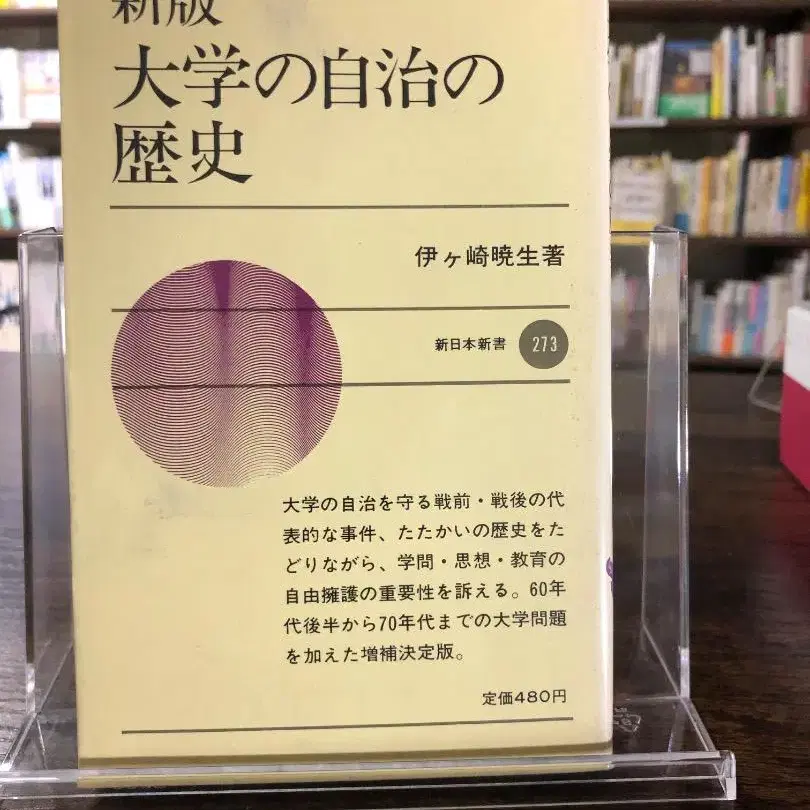 新版
大学の自治の
歴史
伊ヶ崎暁生著
新日本新書 273
大学の自治を守る戦前・戦後の代
表的な事件、たたかいの歴史をた
どりながら、学問・思想・教育の
自由擁護の重要性を訴える。60年
代後半から70年代までの大学問題
を加えた増補決定版。
定価480円